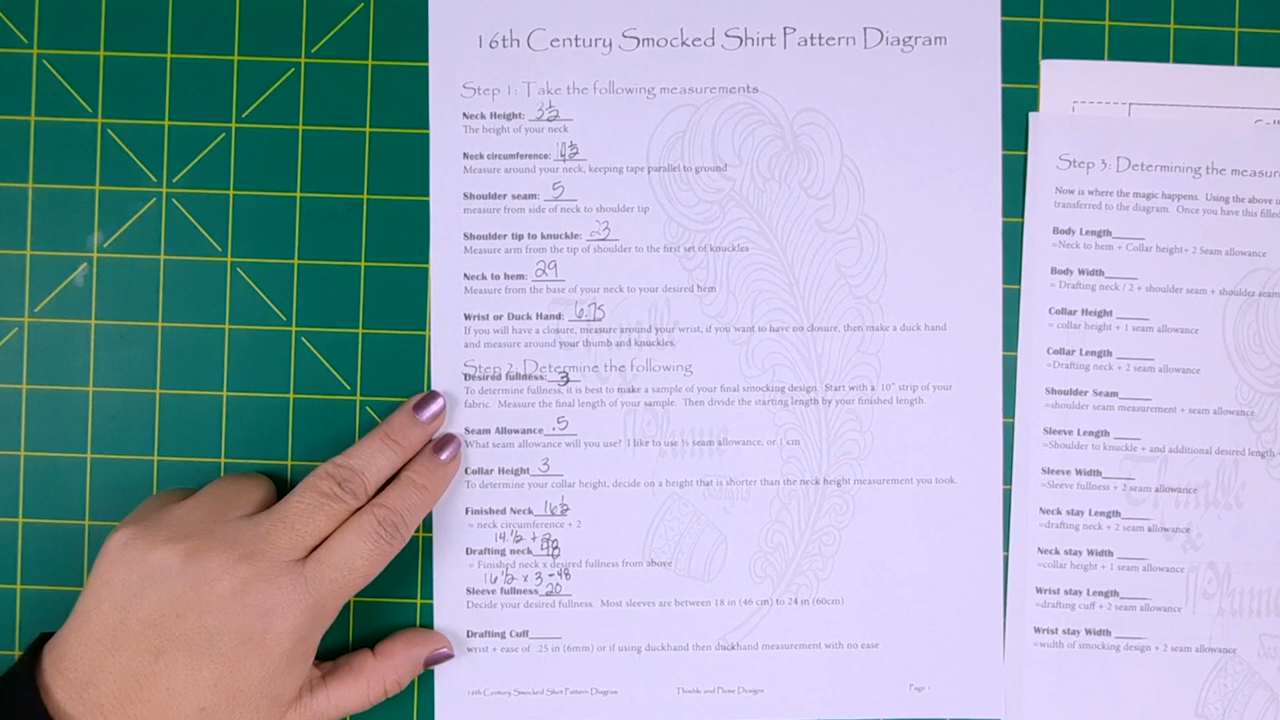 16th Century Smocked Shirt Pattern Diagram
Step 1: Take the following measurements
Neck Height: 3½
The height of your neck
Neck circumference: 14½
Measure around your neck, keeping tape parallel to ground
Shoulder seam: 5
measure from side of neck to shoulder tip
Shoulder tip to knuckle: 23
Measure arm from the tip of shoulder to the first set of knuckles
Neck to hem: 29
Measure from the base of your neck to your desired hem
Wrist or Duck Hand: 6.75
If you will have a closure, measure around your wrist, if you want to have no closure, then make a duck hand
and measure around your thumb and knuckles.
Step 2: Determine the following
Desired fullness: 3
To determine fullness, it is best to make a sample of your final smocking design. Start with a 10" strip of your
fabric. Measure the final length of your sample. Then divide the starting length by your finished length.
Seam Allowance .5
What seam allowance will you use? I like to use ½ seam allowance, or 1 cm
Collar Height 3
To determine your collar height, decide on a height that is shorter than the neck height measurement you took.
Finished Neck 16½
= neck circumference + 2
14.½ + 2
Drafting neck 48
= Finished neck x desired fullness from above
16½ x 3 - 48
Sleeve fullness 20
Decide your desired fullness. Most sleeves are between 18 in (46 cm) to 24 in (60cm)
Drafting Cuff
wrist + ease of .25 in (6mm) or if using duckhand then duckhand measurement with no ease
16th Century Smocked Shirt Pattern Diagram
Thimble and Plume Designs
Page 1
Step 3: Determining the measur
Now is where the magic happens. Using the above i
transferred to the diagram. Once you have this fille
Body Length
=Neck to hem + Collar height+ 2 Seam allowance
Body Width
= Drafting neck / 2 + shoulder seam + shoulder seam
Collar Height
= collar height + 1 seam allowance
Collar Length
=Drafting neck + 2 seam allowance
Shoulder Seam
=shoulder seam measurement + seam allowance
Sleeve Length
=Shoulder to knuckle + and additional desired length
Sleeve Width
=Sleeve fullness + 2 seam allowance
Neck stay Length
=drafting neck + 2 seam allowance
Neck stay Width
=collar height + 1 seam allowance
Wrist stay Length
=drafting cuff + 2 seam allowance
Wrist stay Width
=width of smocking design + 2 seam allowance